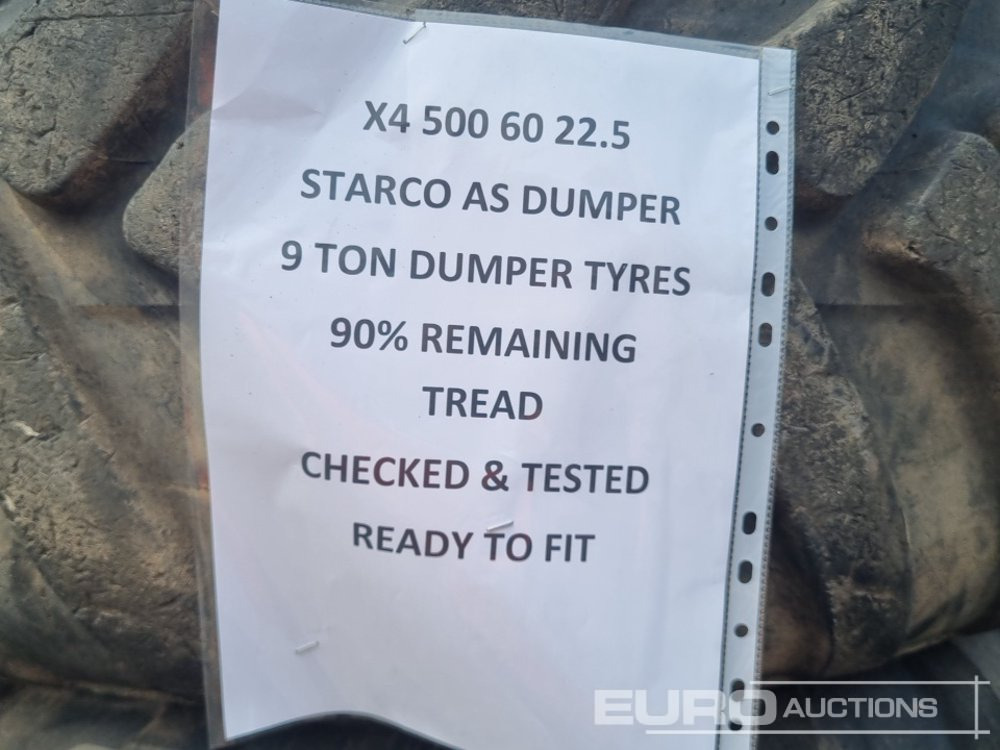 X4 500 60 22.5
STARCO AS DUMPER
9 TON DUMPER TYRES
90% REMAINING
TREAD
CHECKED & TESTED
READY TO FIT
EURO AUCTIONS